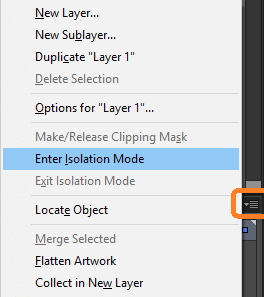 New Layer...
New Sublayer...
Duplicate "Layer 1"
Delete Selection
Options for "Layer 1"...
Make/Release Clipping Mask
Enter Isolation Mode
Exit Isolation Mode
Locate Object
Merge Selected
Flatten Artwork
Collect in New Layer